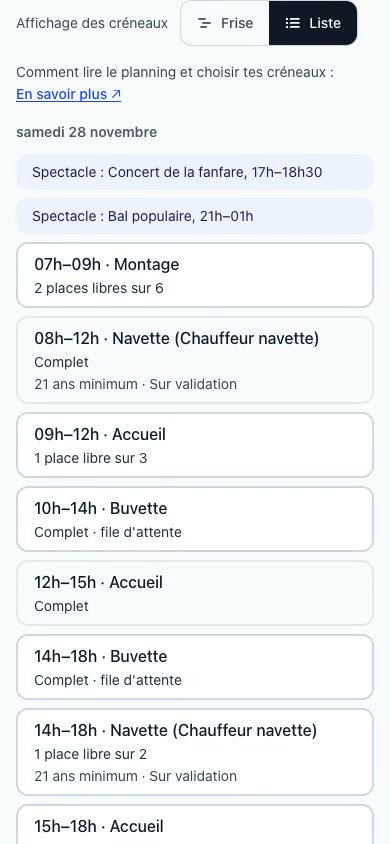 Affichage des créneaux Frise Liste
Comment lire le planning et choisir tes créneaux :
En savoir plus ↗
samedi 28 novembre
Spectacle : Concert de la fanfare, 17h–18h30
Spectacle : Bal populaire, 21h–01h
07h–09h · Montage
2 places libres sur 6
08h–12h · Navette (Chauffeur navette)
Complet
21 ans minimum · Sur validation
09h–12h · Accueil
1 place libre sur 3
10h–14h · Buvette
Complet · file d'attente
12h–15h · Accueil
Complet
14h–18h · Buvette
Complet · file d'attente
14h–18h · Navette (Chauffeur navette)
1 place libre sur 2
21 ans minimum · Sur validation
15h–18h · Accueil